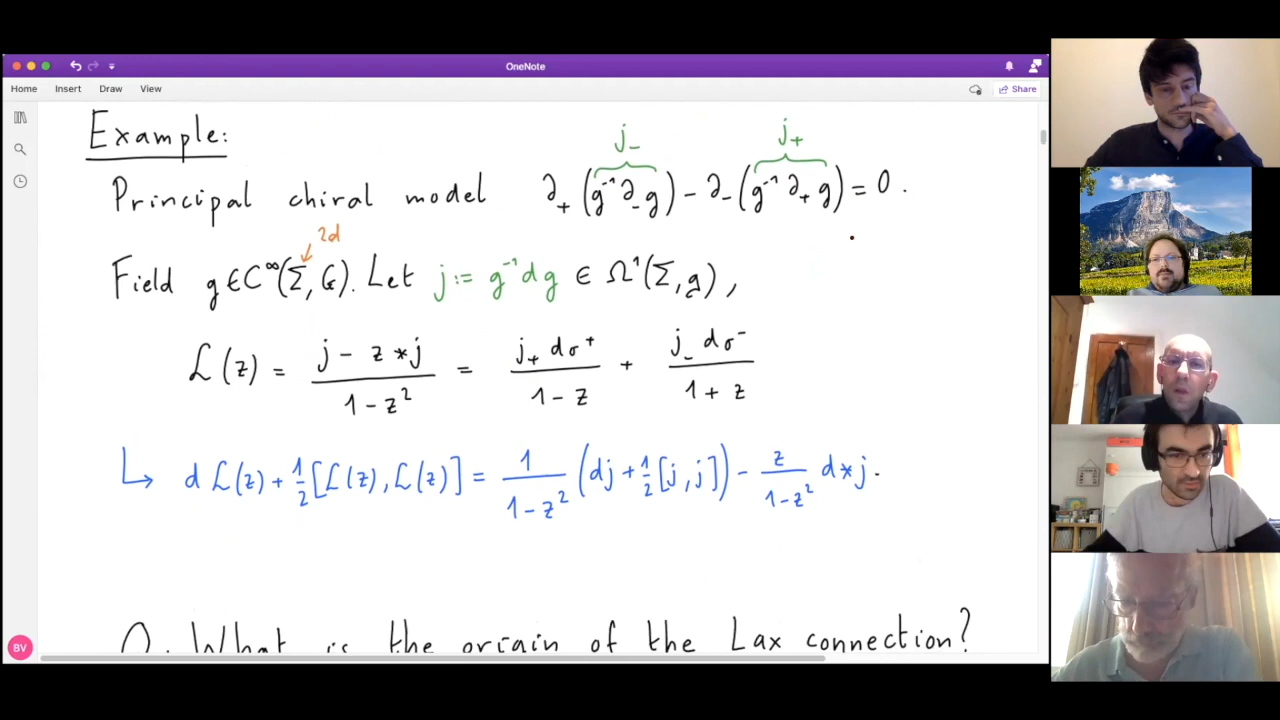 OneNote
Home Insert Draw View Share
Example:
j₋ j₊
Principal chiral model ∂₊(g⁻¹∂₋g) − ∂₋(g⁻¹∂₊g) = 0.
2d
Field g∈C^∞(Σ, G). Let j := g⁻¹dg ∈ Ω¹(Σ, g),
ℒ(z) = (j − z*j)/(1 − z²) = (j₊ dσ⁺)/(1 − z) + (j₋ dσ⁻)/(1 + z)
↳ dℒ(z) + ½[ℒ(z), ℒ(z)] = 1/(1−z²) (dj + ½[j, j]) − z/(1−z²) d*j.
Q. What is the origin of the Lax connection?
BV